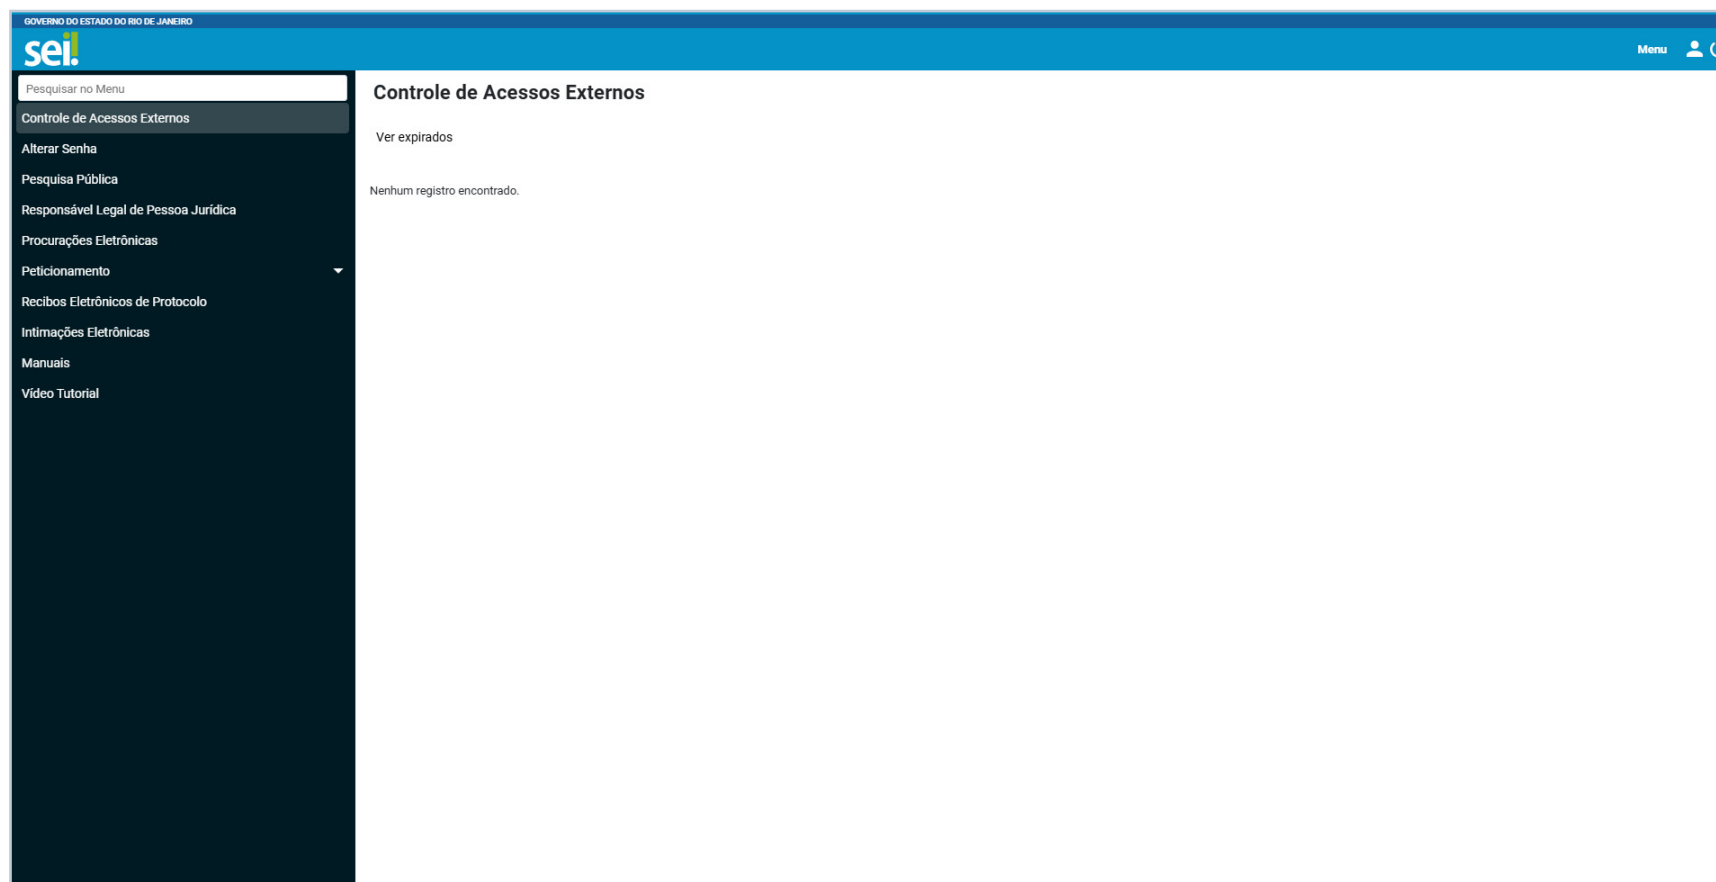 GOVERNO DO ESTADO DO RIO DE JANEIRO
sei!
Menu
Pesquisar no Menu
Controle de Acessos Externos
Alterar Senha
Pesquisa Pública
Responsável Legal de Pessoa Jurídica
Procurações Eletrônicas
Peticionamento
Recibos Eletrônicos de Protocolo
Intimações Eletrônicas
Manuais
Vídeo Tutorial
Controle de Acessos Externos
Ver expirados
Nenhum registro encontrado.